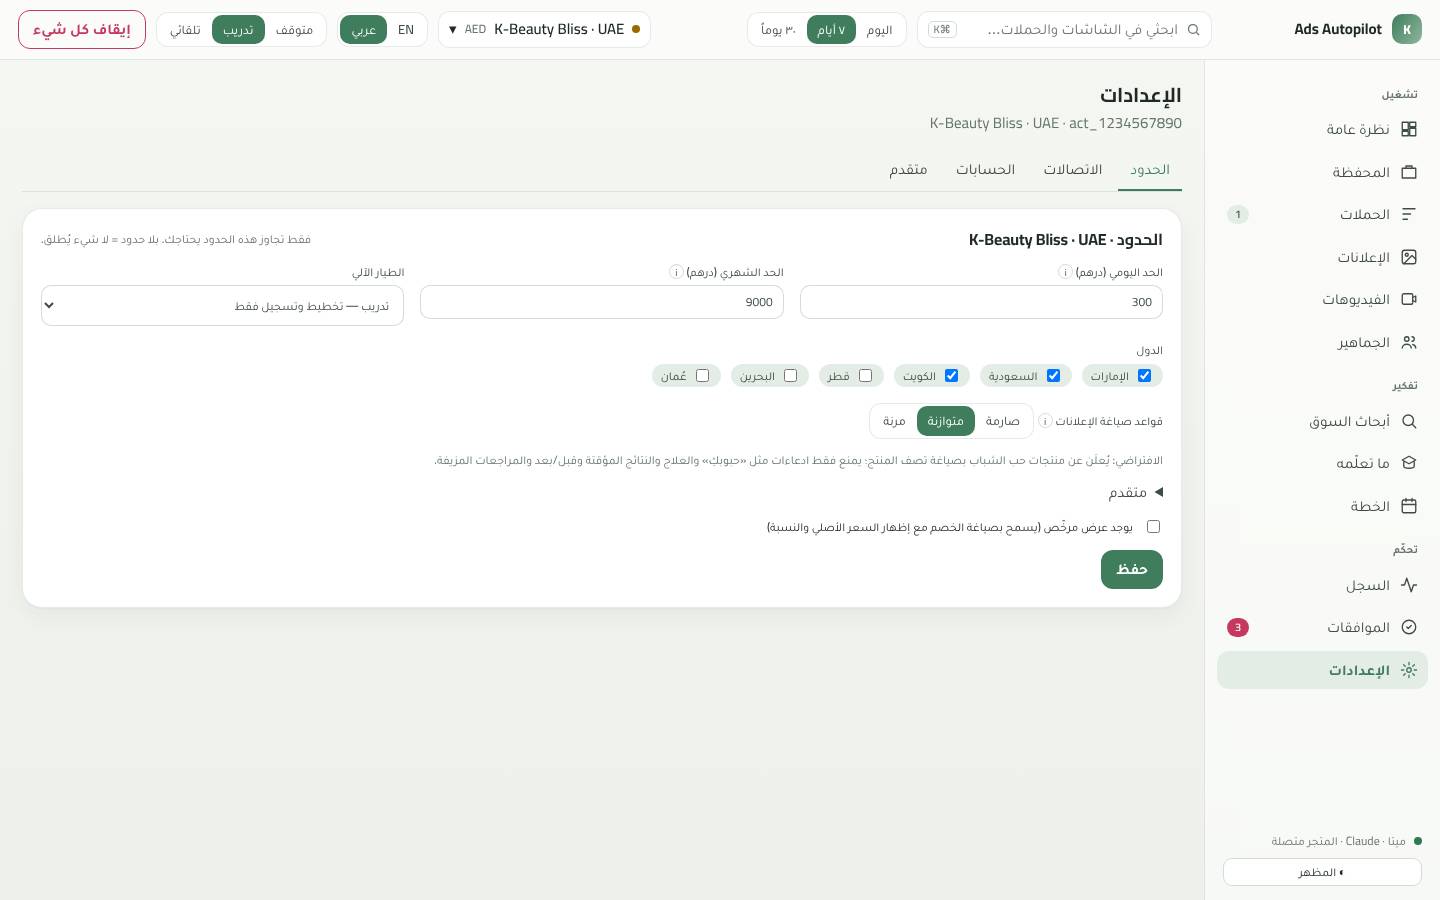 K
Ads Autopilot
ابحثي في الشاشات والحملات...
⌘K
اليوم
٧ أيام
٣٠ يوماً
K-Beauty Bliss · UAE AED ▼
EN
عربي
متوقف
تدريب
تلقائي
إيقاف كل شيء
تشغيل
نظرة عامة
المحفظة
الحملات
1
الإعلانات
الفيديوهات
الجماهير
تفكير
أبحاث السوق
ما تعلّمه
الخطة
تحكّم
السجل
الموافقات
3
الإعدادات
ميتا · Claude · المتجر متصلة
المظهر
الإعدادات
K-Beauty Bliss · UAE · act_1234567890
الحدود
الاتصالات
الحسابات
متقدم
الحدود · K-Beauty Bliss · UAE
فقط تجاوز هذه الحدود يحتاجك. بلا حدود = لا شيء يُطلق.
الحد اليومي (درهم) i
300
الحد الشهري (درهم) i
9000
الطيار الآلي
تدريب — تخطيط وتسجيل فقط
الدول
الإمارات
السعودية
الكويت
قطر
البحرين
عُمان
قواعد صياغة الإعلانات i
صارمة
متوازنة
مرنة
الافتراضي: يُعلَن عن منتجات حب الشباب بصياغة تصف المنتج؛ يمنع فقط ادعاءات مثل «حبوبكِ» والعلاج والنتائج المؤقتة وقبل/بعد والمراجعات المزيفة.
متقدم
يوجد عرض مرخّص (يسمح بصياغة الخصم مع إظهار السعر الأصلي والنسبة)
حفظ